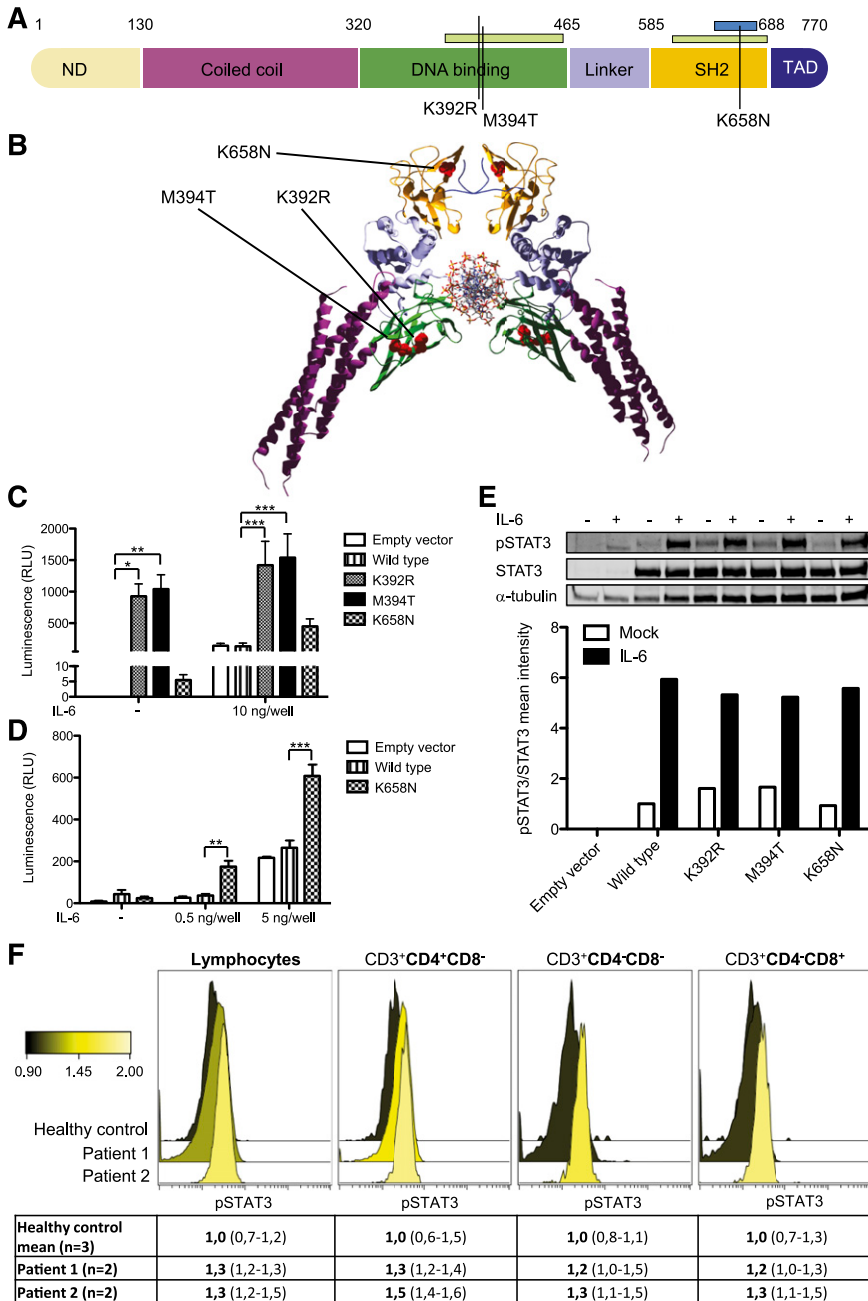 A
1 130 320 465 585 688 770
ND Coiled coil DNA binding Linker SH2 TAD
K392R
M394T
K658N
B
K658N
M394T K392R
C
Luminescence (RLU)
2000
1500
1000
500
10
5
0
* ** *** ***
IL-6 - 10 ng/well
Empty vector
Wild type
K392R
M394T
K658N
D
Luminescence (RLU)
800
600
400
200
0
** ***
IL-6 - 0.5 ng/well 5 ng/well
Empty vector
Wild type
K658N
E
IL-6 - + - + - + - + - +
pSTAT3
STAT3
α-tubulin
pSTAT3/STAT3 mean intensity
8
6
4
2
0
Mock
IL-6
Empty vector
Wild type
K392R
M394T
K658N
F
Lymphocytes CD3+CD4+CD8- CD3+CD4-CD8- CD3+CD4-CD8+
0.90 1.45 2.00
Healthy control
Patient 1
Patient 2
pSTAT3 pSTAT3 pSTAT3 pSTAT3
Healthy control mean (n=3) 1,0 (0,7-1,2) 1,0 (0,6-1,5) 1,0 (0,8-1,1) 1,0 (0,7-1,3)
Patient 1 (n=2) 1,3 (1,2-1,3) 1,3 (1,2-1,4) 1,2 (1,0-1,5) 1,2 (1,0-1,3)
Patient 2 (n=2) 1,3 (1,2-1,5) 1,5 (1,4-1,6) 1,3 (1,1-1,5) 1,3 (1,1-1,5)